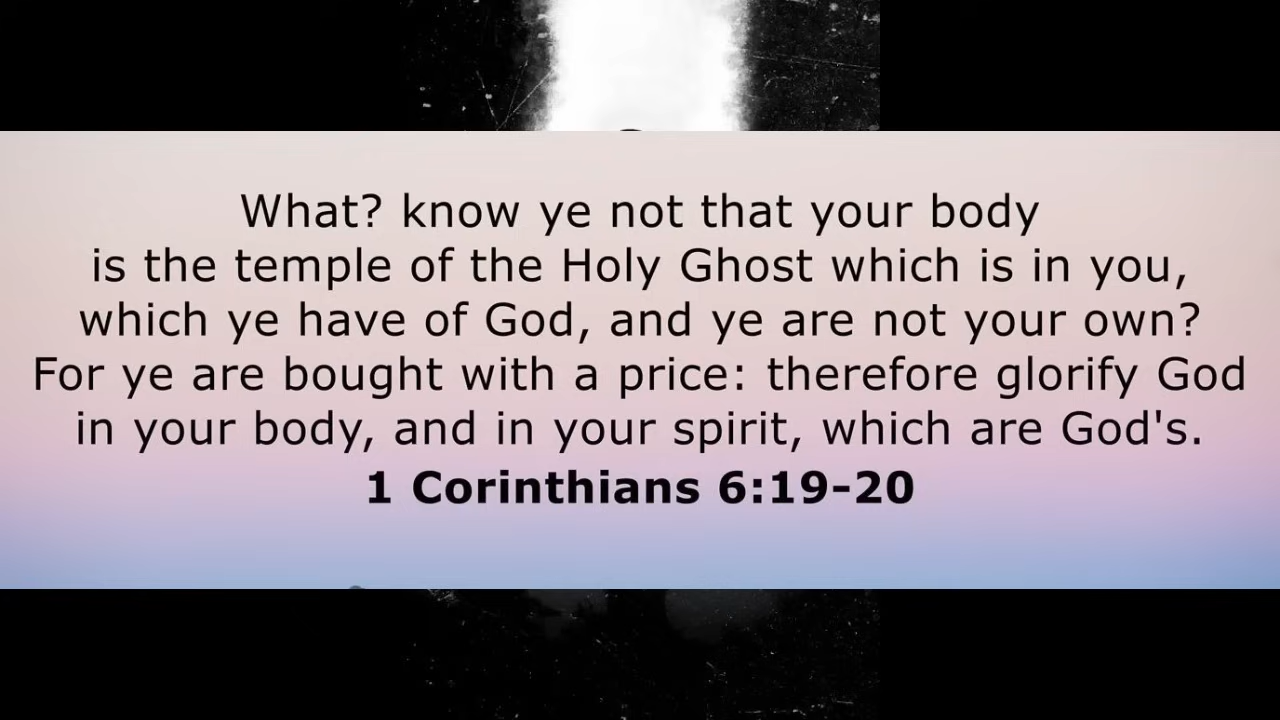 What? know ye not that your body
is the temple of the Holy Ghost which is in you,
which ye have of God, and ye are not your own?
For ye are bought with a price: therefore glorify God
in your body, and in your spirit, which are God's.
1 Corinthians 6:19-20